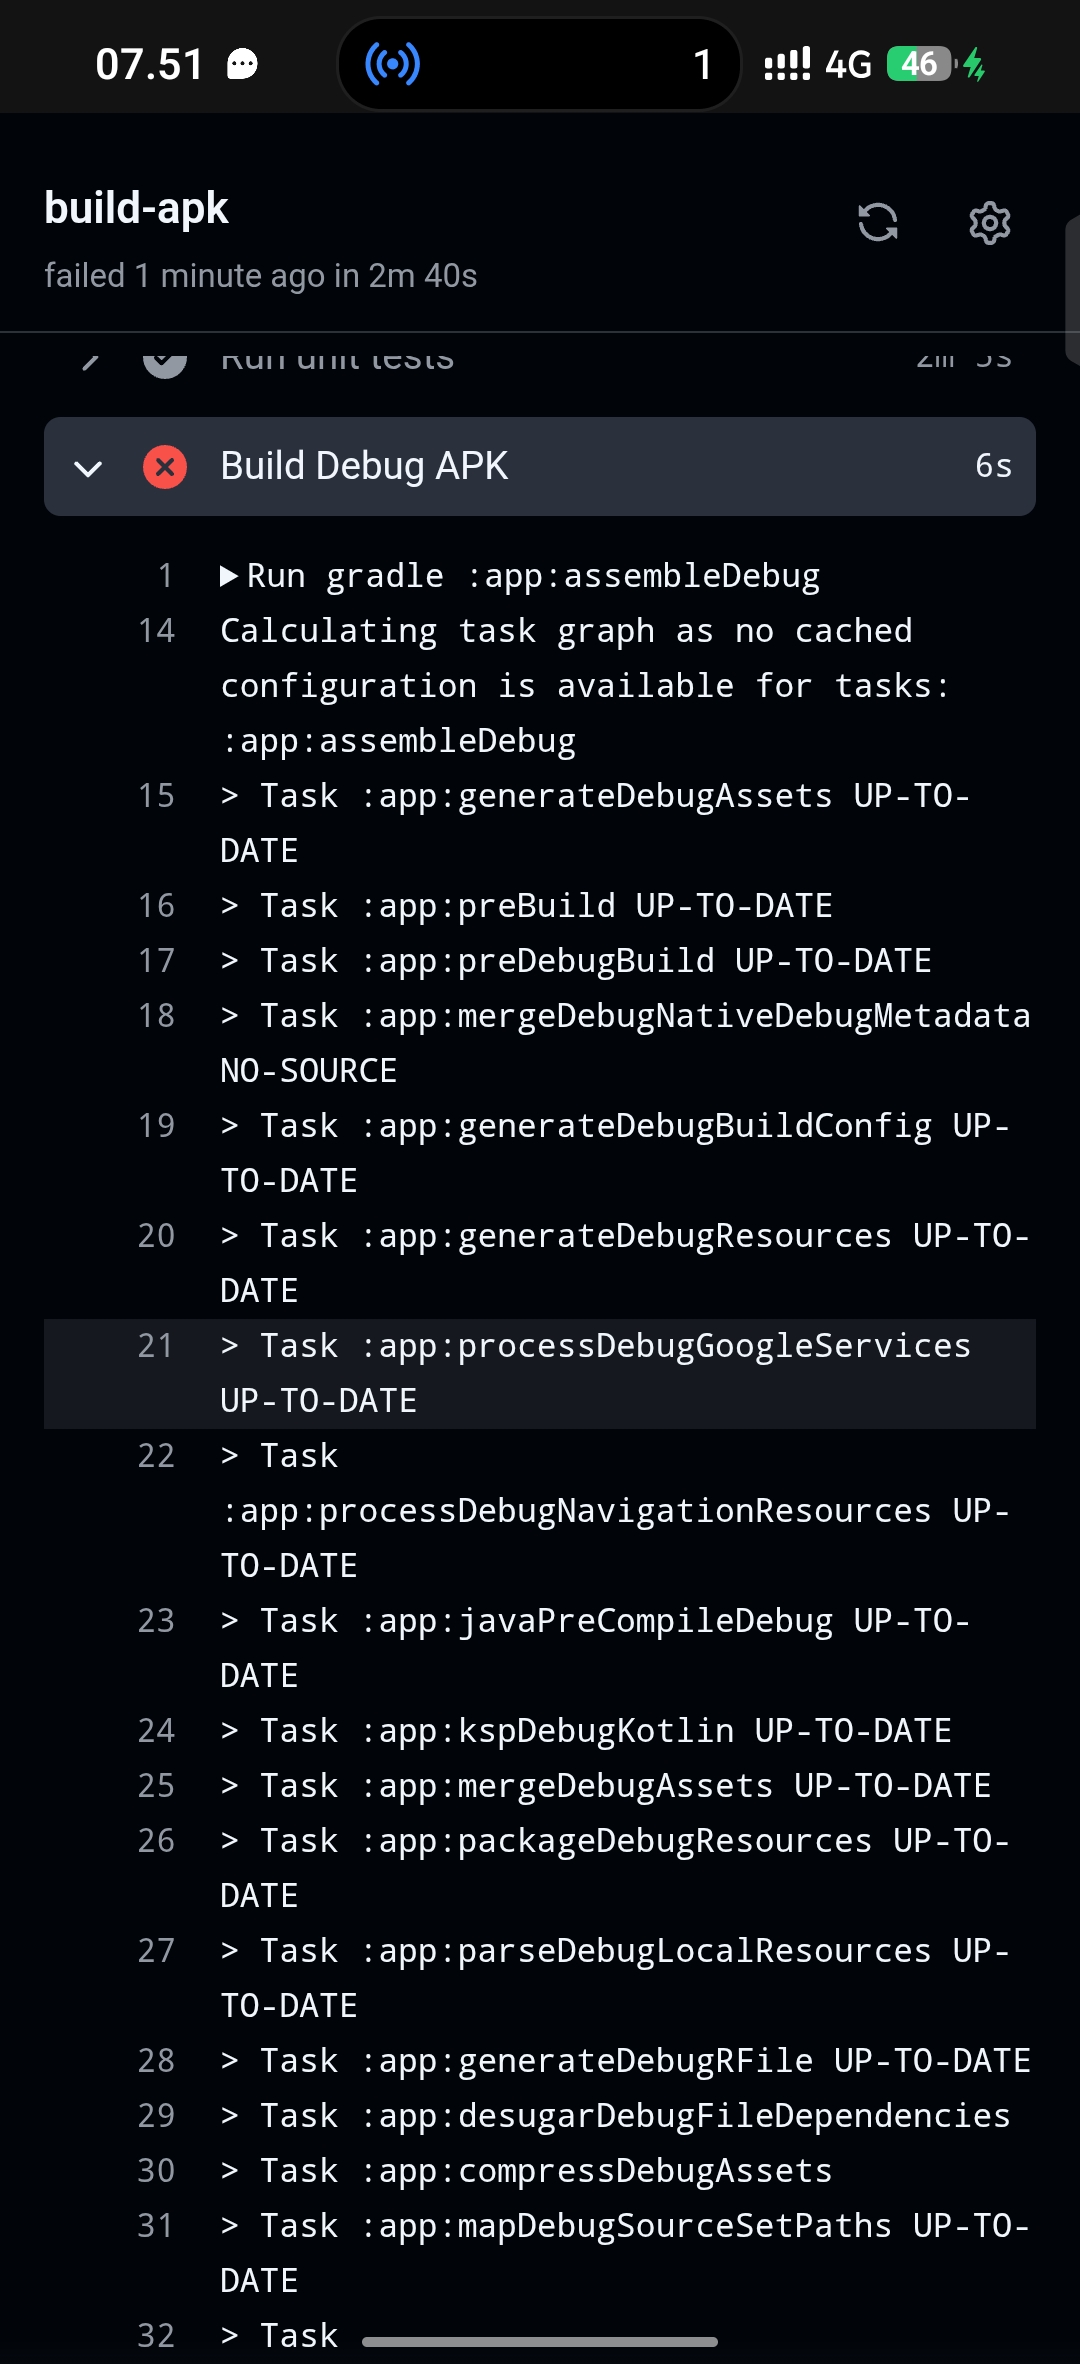 07.51
1
4G
46
build-apk
failed 1 minute ago in 2m 40s
Run unit tests
2m 5s
Build Debug APK
6s
1 Run gradle :app:assembleDebug
14 Calculating task graph as no cached
configuration is available for tasks:
:app:assembleDebug
15 > Task :app:generateDebugAssets UP-TO-
DATE
16 > Task :app:preBuild UP-TO-DATE
17 > Task :app:preDebugBuild UP-TO-DATE
18 > Task :app:mergeDebugNativeDebugMetadata
NO-SOURCE
19 > Task :app:generateDebugBuildConfig UP-
TO-DATE
20 > Task :app:generateDebugResources UP-TO-
DATE
21 > Task :app:processDebugGoogleServices
UP-TO-DATE
22 > Task
:app:processDebugNavigationResources UP-
TO-DATE
23 > Task :app:javaPreCompileDebug UP-TO-
DATE
24 > Task :app:kspDebugKotlin UP-TO-DATE
25 > Task :app:mergeDebugAssets UP-TO-DATE
26 > Task :app:packageDebugResources UP-TO-
DATE
27 > Task :app:parseDebugLocalResources UP-
TO-DATE
28 > Task :app:generateDebugRFile UP-TO-DATE
29 > Task :app:desugarDebugFileDependencies
30 > Task :app:compressDebugAssets
31 > Task :app:mapDebugSourceSetPaths UP-TO-
DATE
32 > Task